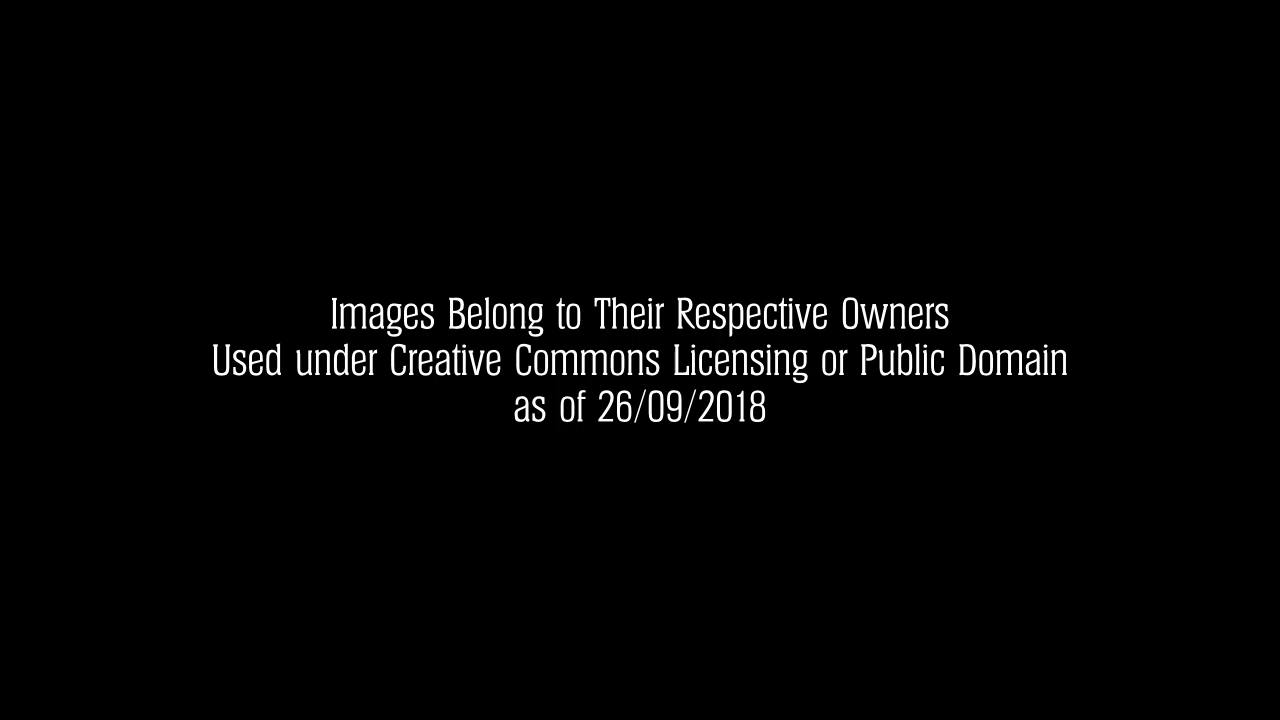 Images Belong to Their Respective Owners
Used under Creative Commons Licensing or Public Domain
as of 26/09/2018